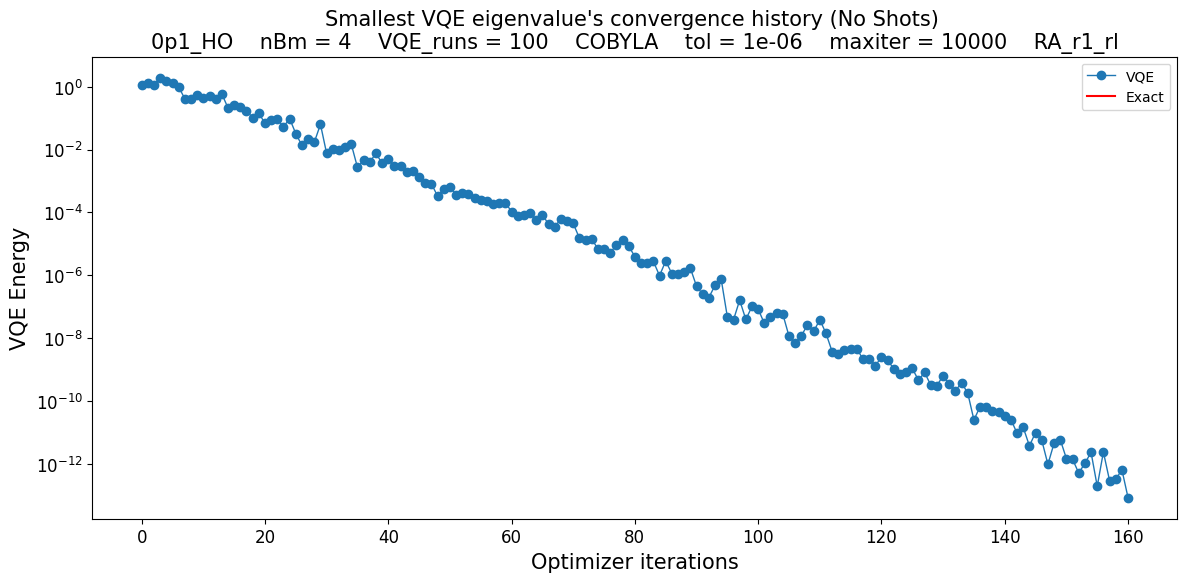 Smallest VQE eigenvalue's convergence history (No Shots)
0p1_HO nBm = 4 VQE_runs = 100 COBYLA tol = 1e-06 maxiter = 10000 RA_r1_rl
VQE
Exact
VQE Energy
10^0
10^-2
10^-4
10^-6
10^-8
10^-10
10^-12
0 20 40 60 80 100 120 140 160
Optimizer iterations